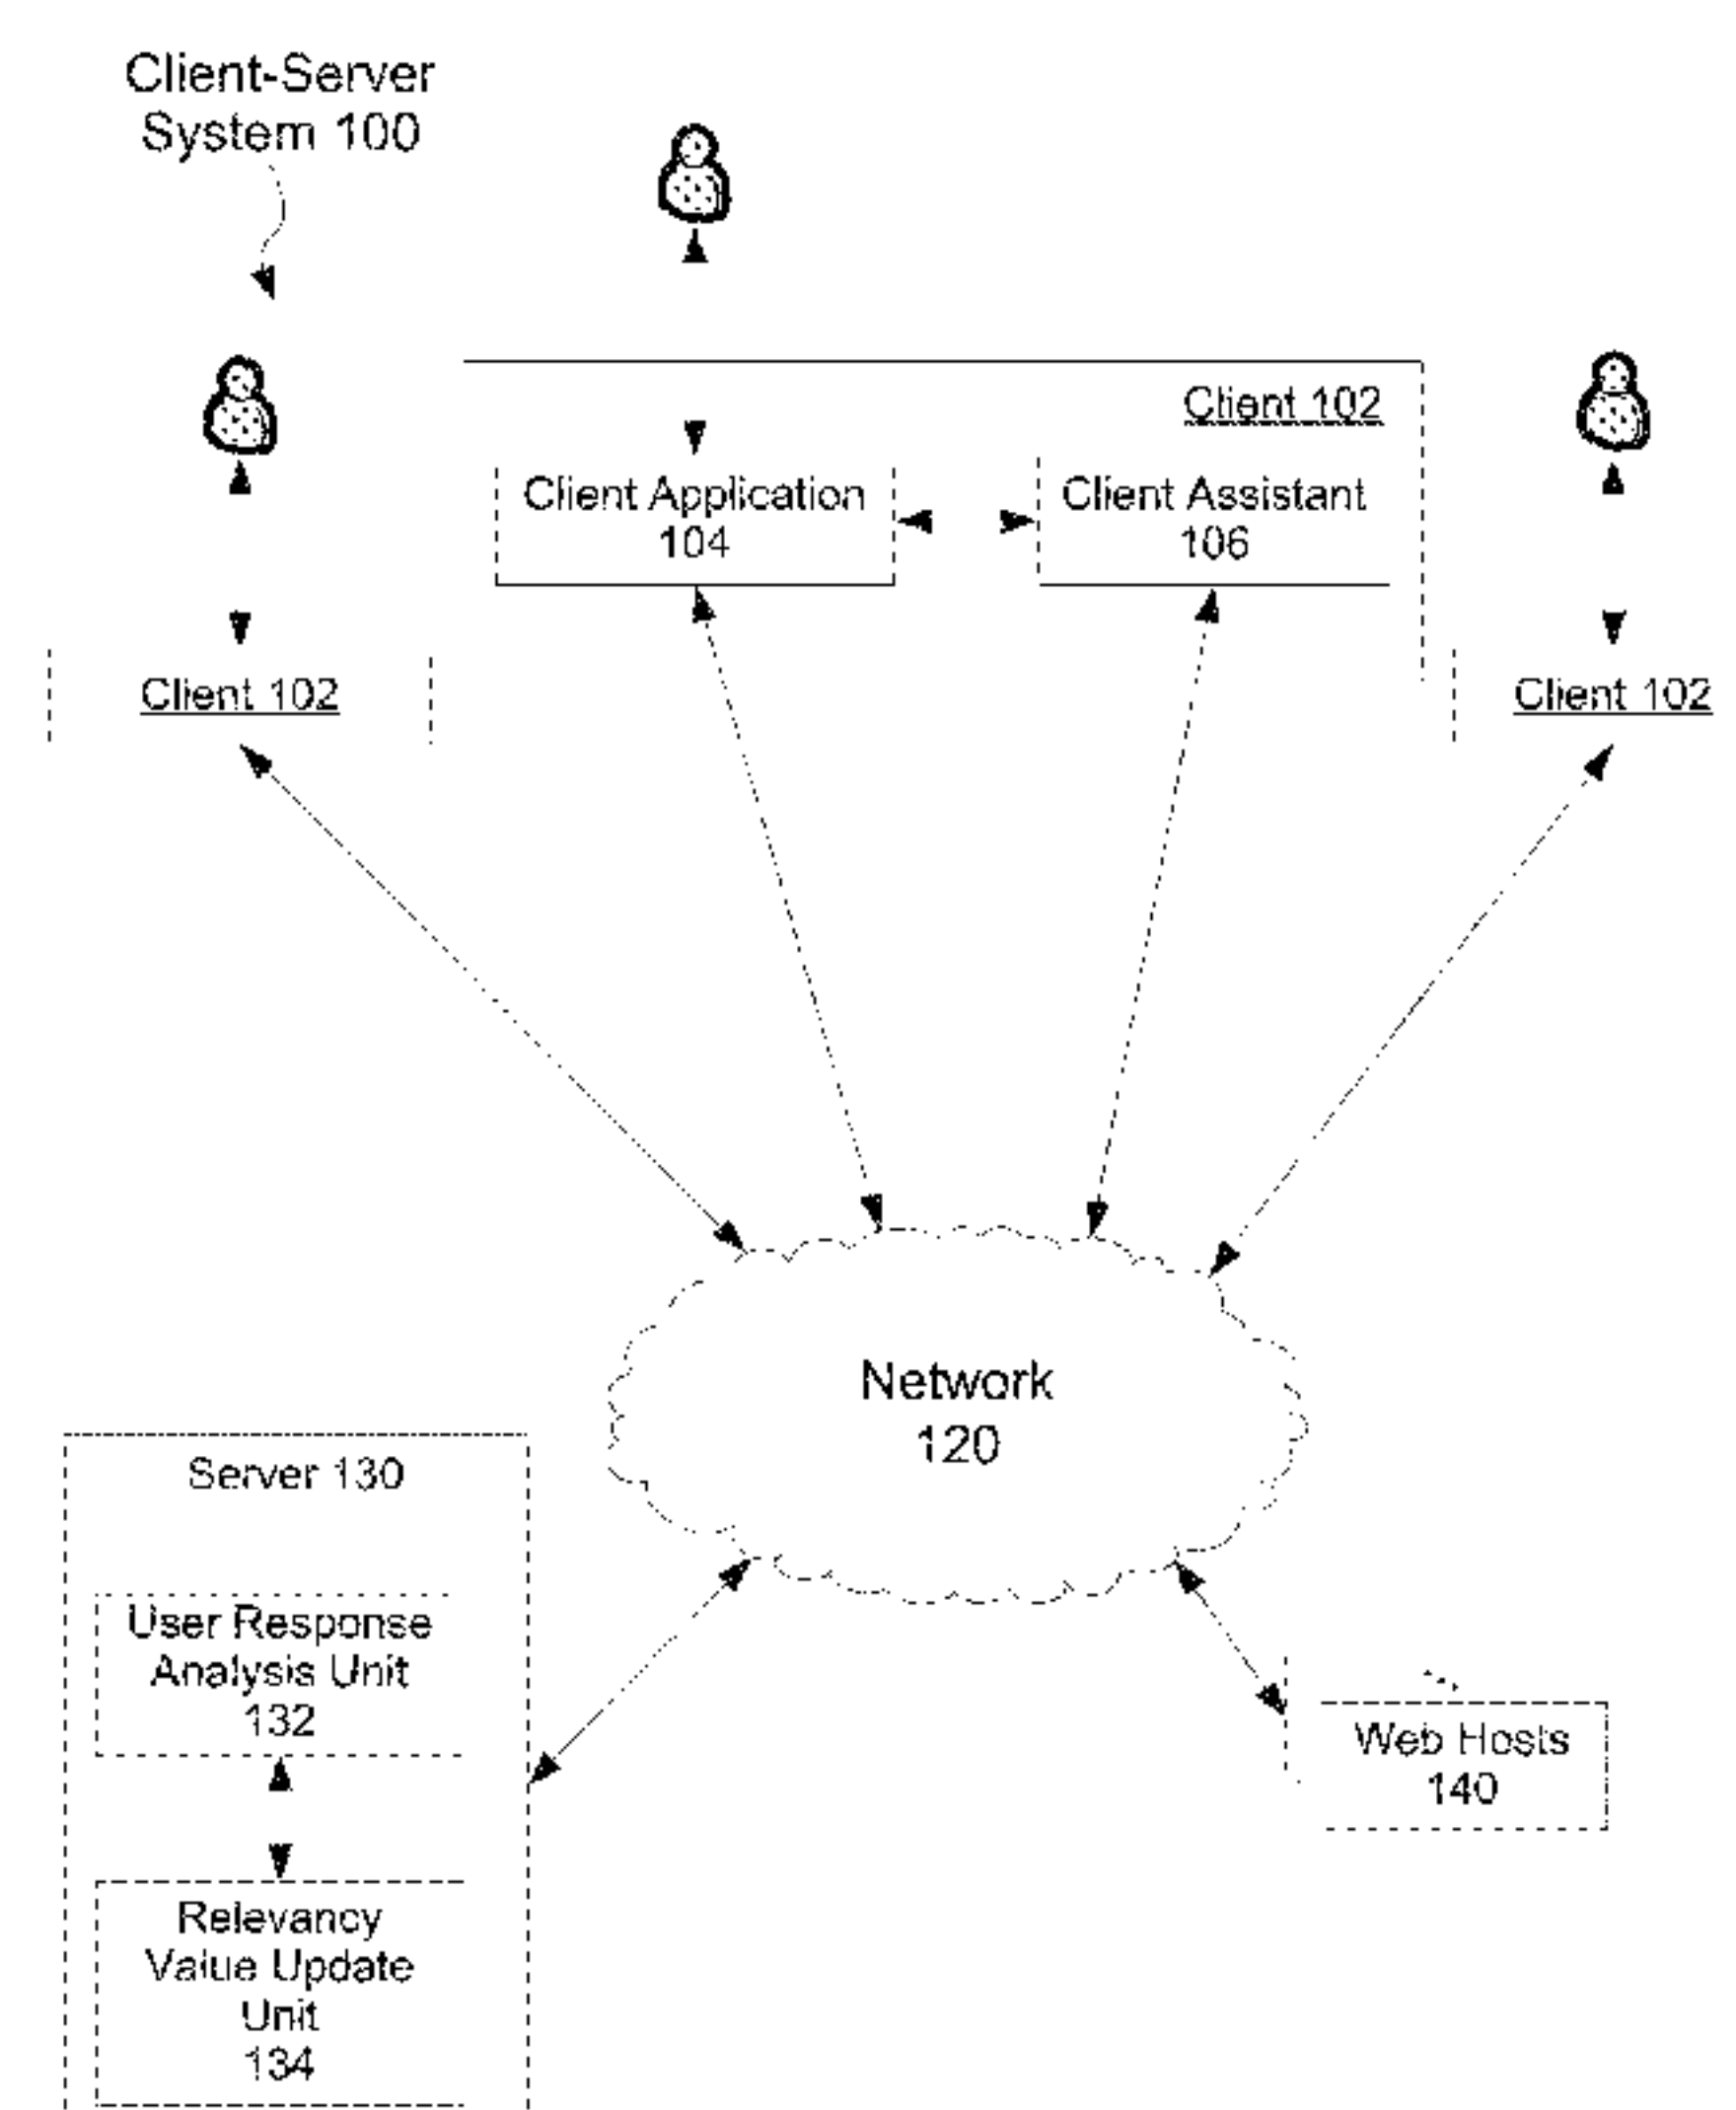 Client-Server
System 100
Client 102
Client Application
104
Client Assistant
106
Client 102
Client 102
Network
120
Server 130
User Response
Analysis Unit
132
Web Hosts
140
Relevancy
Value Update
Unit
134